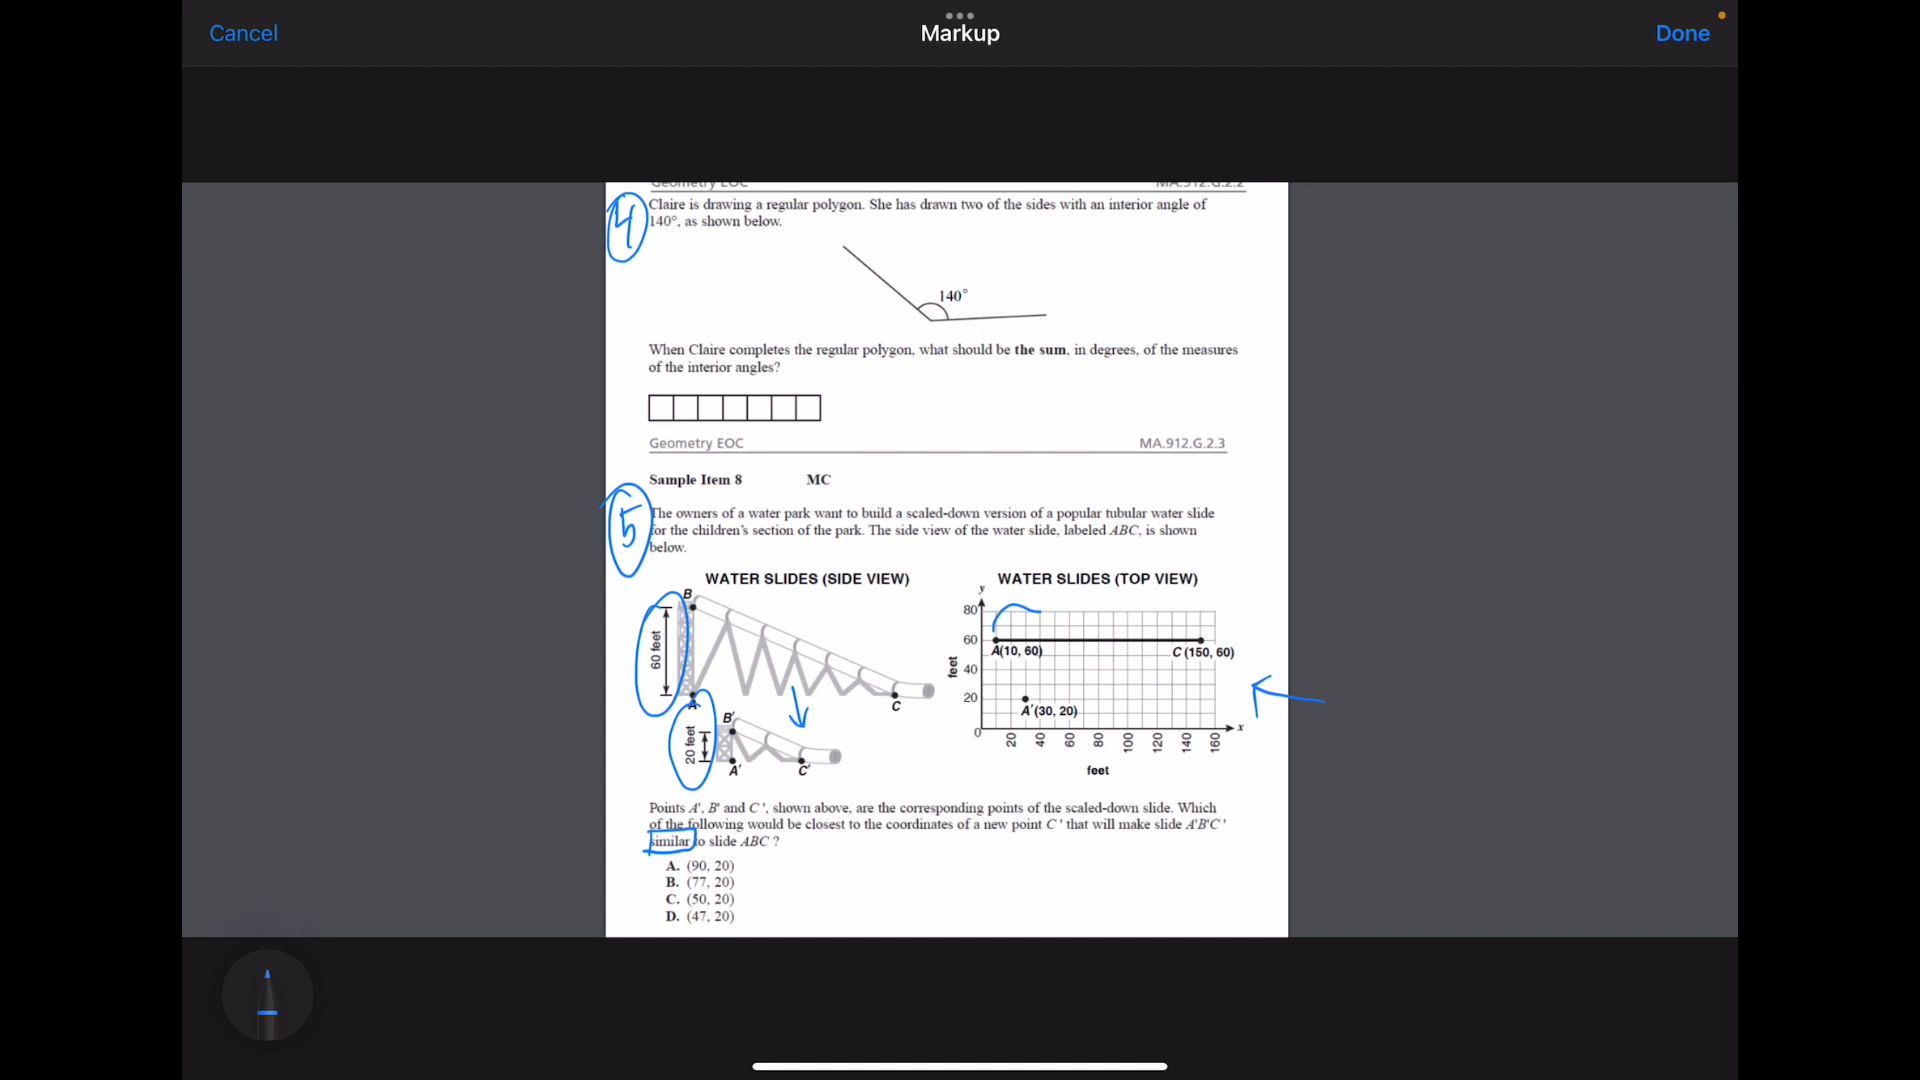 Cancel
Markup
Done
Geometry EOC MA.912.G.2.2
4
Claire is drawing a regular polygon. She has drawn two of the sides with an interior angle of
140°, as shown below.
140°
When Claire completes the regular polygon, what should be the sum, in degrees, of the measures
of the interior angles?
Geometry EOC MA.912.G.2.3
Sample Item 8 MC
5
The owners of a water park want to build a scaled-down version of a popular tubular water slide
for the children's section of the park. The side view of the water slide, labeled ABC, is shown
below.
WATER SLIDES (SIDE VIEW)
B
60 feet
A
C
B'
20 feet
A'
C'
WATER SLIDES (TOP VIEW)
y
80
60
40
20
0
feet
A(10, 60)
C (150, 60)
A'(30, 20)
x
20 40 60 80 100 120 140 160
feet
Points A', B' and C', shown above, are the corresponding points of the scaled-down slide. Which
of the following would be closest to the coordinates of a new point C' that will make slide A'B'C'
similar to slide ABC ?
A. (90, 20)
B. (77, 20)
C. (50, 20)
D. (47, 20)